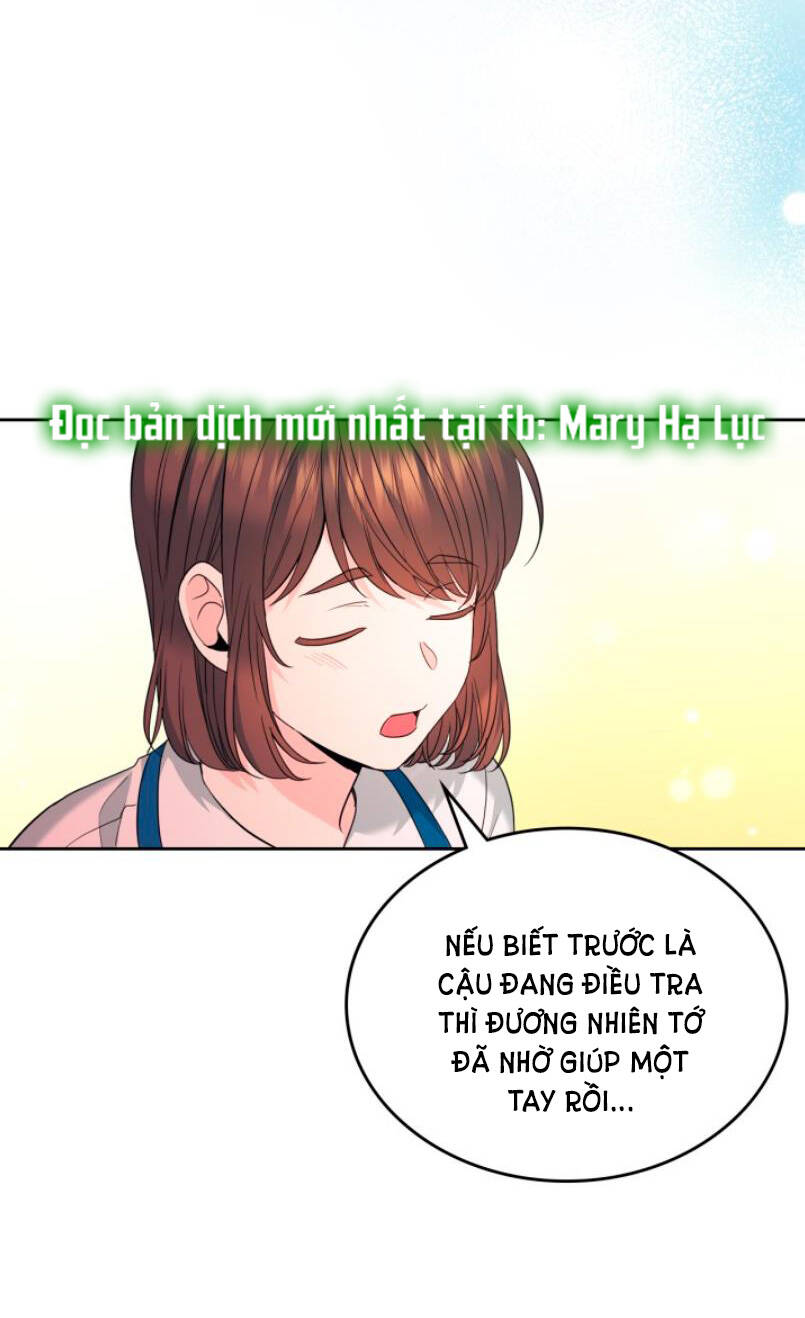 Đọc bản dịch mới nhất tại fb: Mary Hạ Lục
NẾU BIẾT TRƯỚC LÀ
CẬU ĐANG ĐIỀU TRA
THÌ ĐƯƠNG NHIÊN TỚ
ĐÃ NHỜ GIÚP MỘT
TAY RỒI...